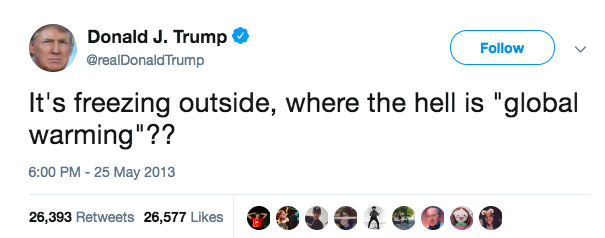 Donald J. Trump
@realDonaldTrump
Follow
It's freezing outside, where the hell is "global
warming"??
6:00 PM - 25 May 2013
26,393 Retweets 26,577 Likes